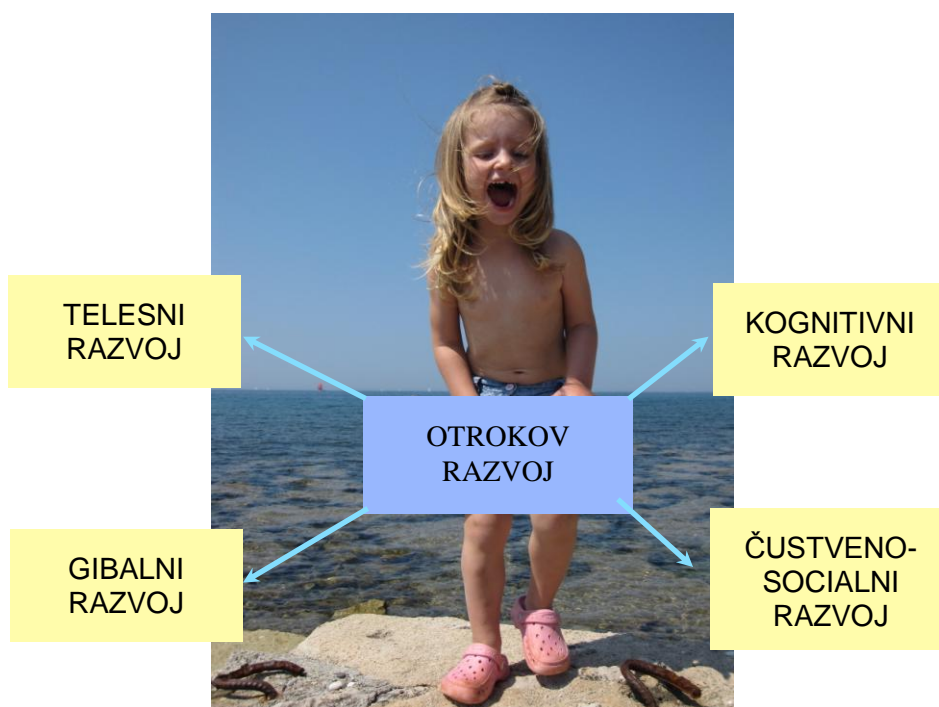 TELESNI
RAZVOJ
KOGNITIVNI
RAZVOJ
OTROKOV
RAZVOJ
GIBALNI
RAZVOJ
ČUSTVENO-
SOCIALNI
RAZVOJ